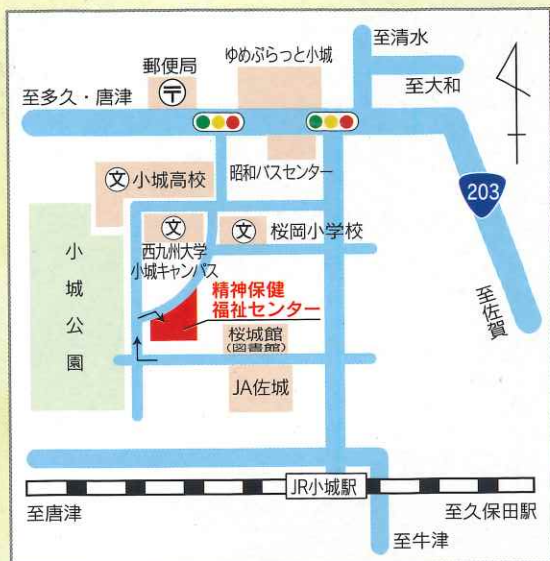 至清水
ゆめぷらっと小城
郵便局
〒
至多久・唐津
至大和
昭和バスセンター
文 小城高校
203
文
西九州大学
小城キャンパス
文
桜岡小学校
小城公園
精神保健
福祉センター
至佐賀
桜城館
(図書館)
JA佐城
JR小城駅
至唐津
至久保田駅
至牛津